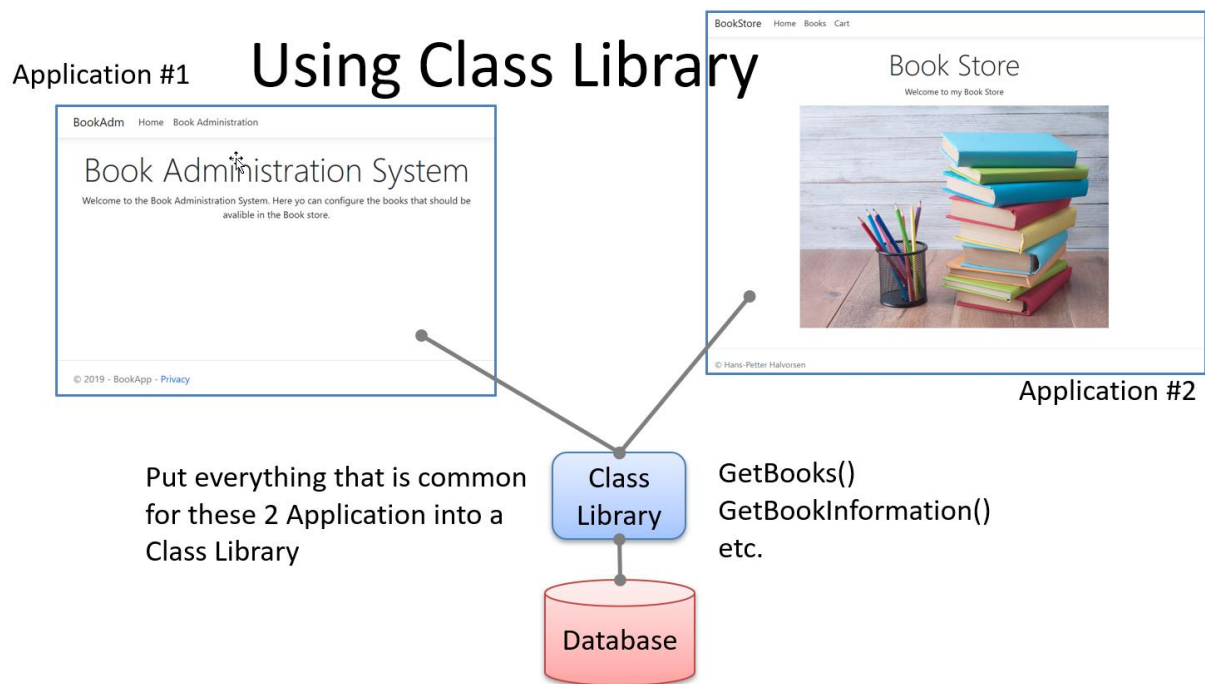 Using Class Library
Application #1
BookAdm Home Book Administration
Book Administration System
Welcome to the Book Administration System. Here yo can configure the books that should be
avalible in the Book store.
© 2019 - BookApp - Privacy
BookStore Home Books Cart
Book Store
Welcome to my Book Store
© Hans-Petter Halvorsen
Application #2
Put everything that is common
for these 2 Application into a
Class Library
Class
Library
GetBooks()
GetBookInformation()
etc.
Database